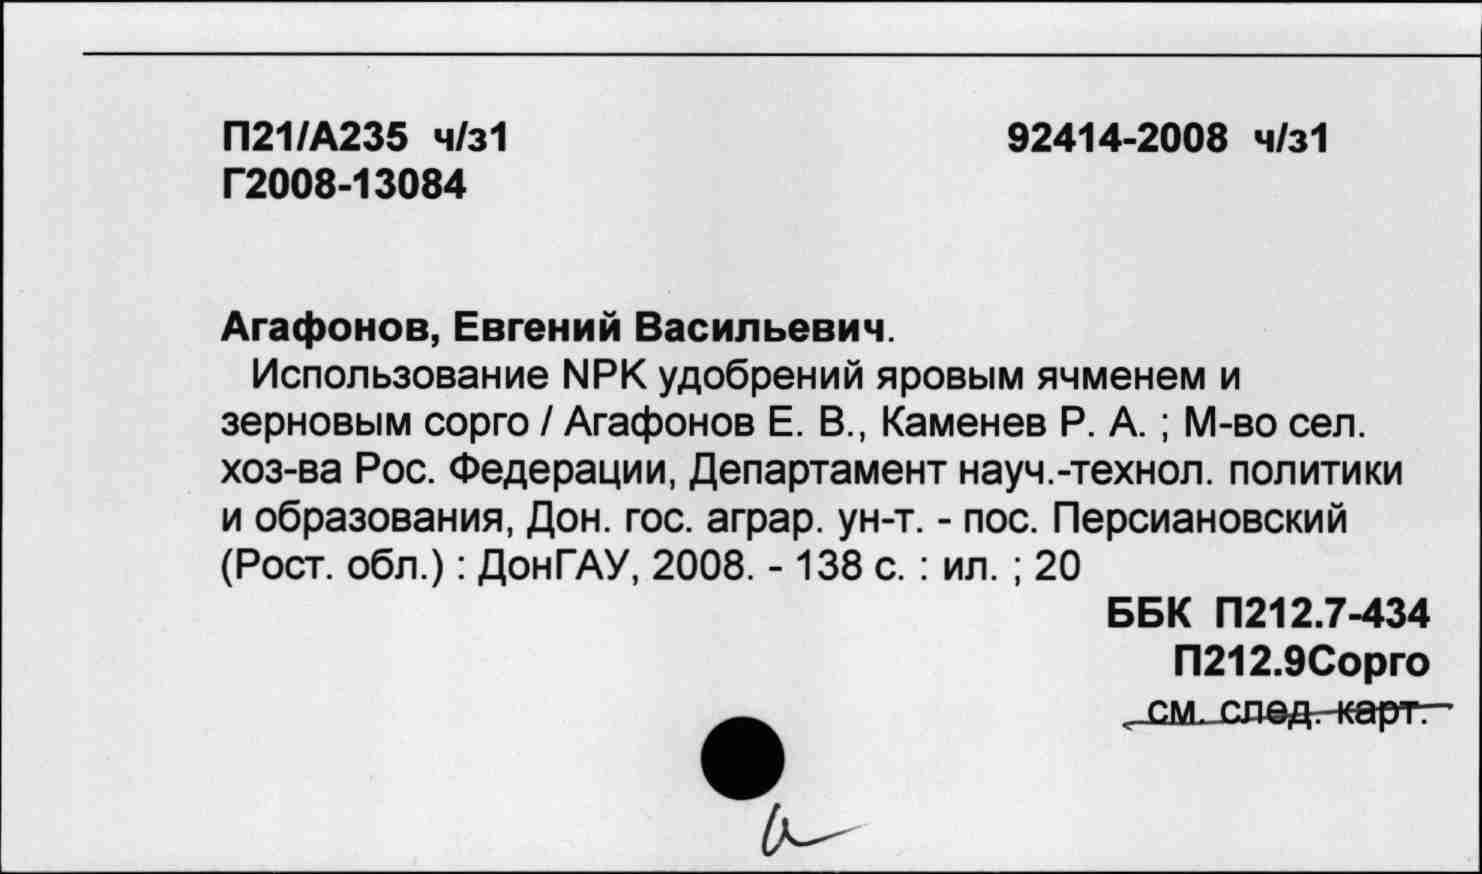 П21/А235 ч/з1 92414-2008 ч/з1
Г2008-13084
Агафонов, Евгений Васильевич.
Использование NPK удобрений яровым ячменем и
зерновым сорго / Агафонов Е. В., Каменев Р. А. ; М-во сел.
хоз-ва Рос. Федерации, Департамент науч.-технол. политики
и образования, Дон. гос. аграр. ун-т. - пос. Персиановский
(Рост. обл.) : ДонГАУ, 2008. - 138 с. : ил. ; 20
ББК П212.7-434
П212.9Сорго
см. след. карт.